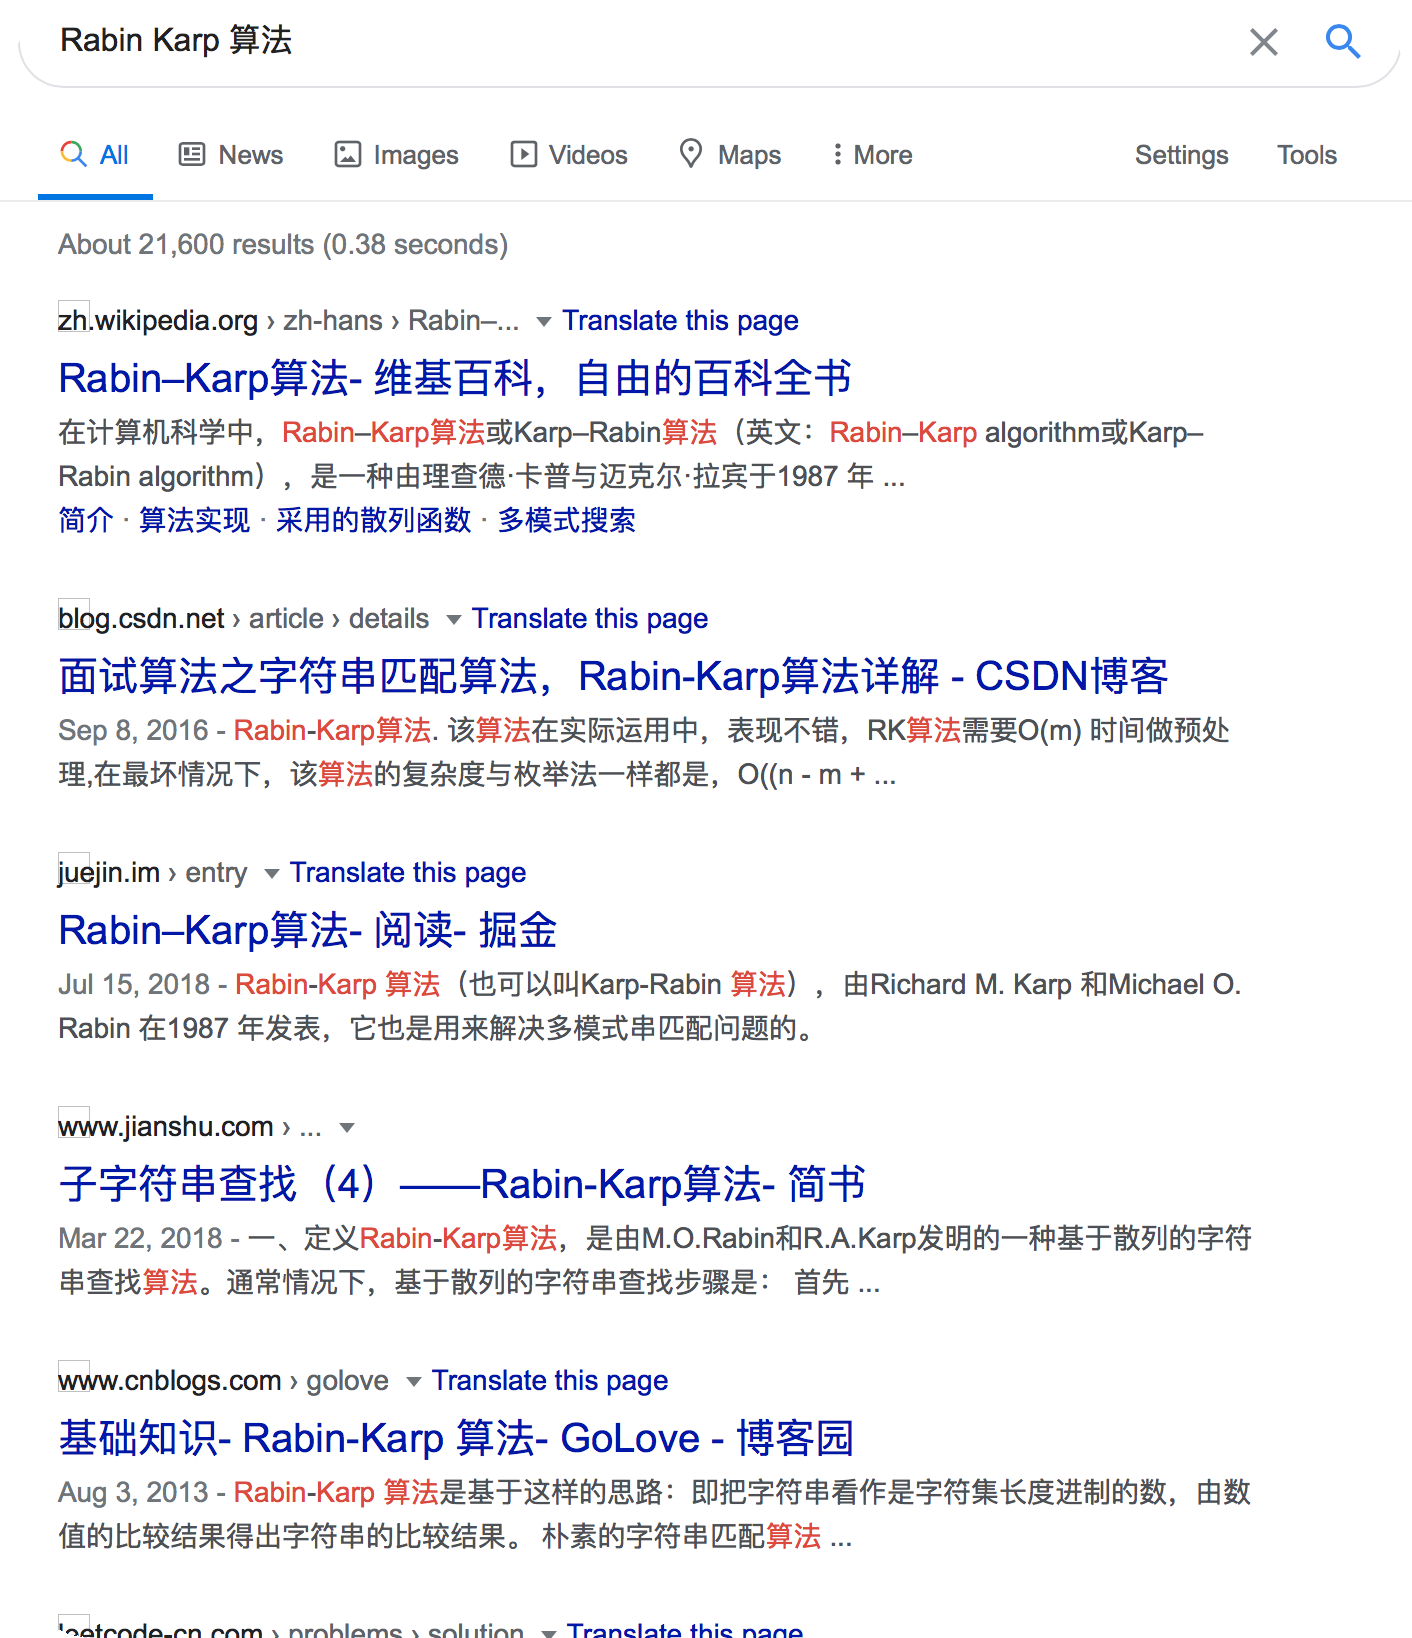 Rabin Karp 算法
All News Images Videos Maps More Settings Tools
About 21,600 results (0.38 seconds)
zh.wikipedia.org › zh-hans › Rabin–... Translate this page
Rabin–Karp算法- 维基百科，自由的百科全书
在计算机科学中，Rabin–Karp算法或Karp–Rabin算法（英文：Rabin–Karp algorithm或Karp–
Rabin algorithm），是一种由理查德·卡普与迈克尔·拉宾于1987 年 ...
简介 · 算法实现 · 采用的散列函数 · 多模式搜索
blog.csdn.net › article › details Translate this page
面试算法之字符串匹配算法，Rabin-Karp算法详解 - CSDN博客
Sep 8, 2016 - Rabin-Karp算法. 该算法在实际运用中，表现不错，RK算法需要O(m) 时间做预处
理,在最坏情况下，该算法的复杂度与枚举法一样都是，O((n - m + ...
juejin.im › entry Translate this page
Rabin–Karp算法- 阅读- 掘金
Jul 15, 2018 - Rabin-Karp 算法（也可以叫Karp-Rabin 算法），由Richard M. Karp 和Michael O.
Rabin 在1987 年发表，它也是用来解决多模式串匹配问题的。
www.jianshu.com › ...
子字符串查找（4）——Rabin-Karp算法- 简书
Mar 22, 2018 - 一、定义Rabin-Karp算法，是由M.O.Rabin和R.A.Karp发明的一种基于散列的字符
串查找算法。通常情况下，基于散列的字符串查找步骤是： 首先 ...
www.cnblogs.com › golove Translate this page
基础知识- Rabin-Karp 算法- GoLove - 博客园
Aug 3, 2013 - Rabin-Karp 算法是基于这样的思路：即把字符串看作是字符集长度进制的数，由数
值的比较结果得出字符串的比较结果。 朴素的字符串匹配算法 ...
leetcode-cn.com › problems › solution Translate this page